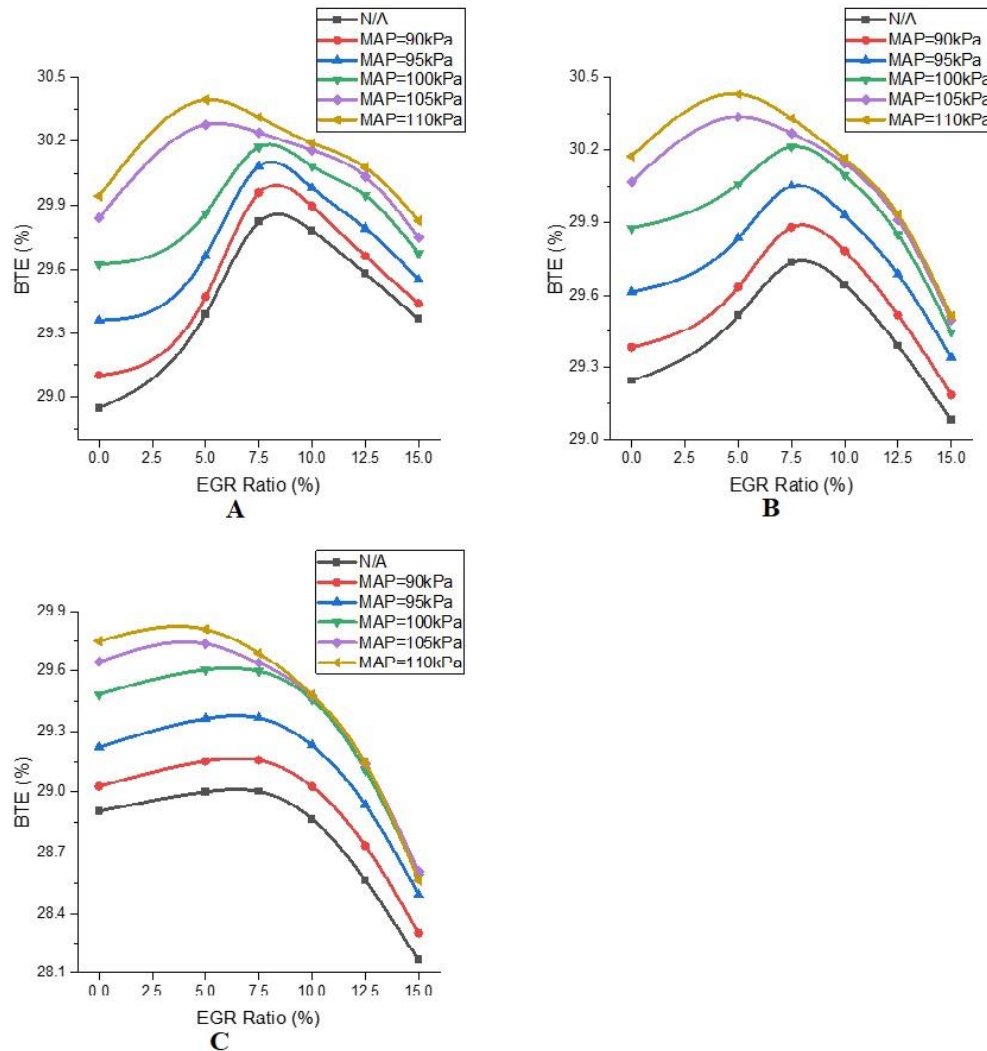 N/A
MAP=90kPa
MAP=95kPa
MAP=100kPa
MAP=105kPa
MAP=110kPa
30.5
30.2
29.9
29.6
29.3
29.0
BTE (%)
0.0 2.5 5.0 7.5 10.0 12.5 15.0
EGR Ratio (%)
A
N/A
MAP=90kPa
MAP=95kPa
MAP=100kPa
MAP=105kPa
MAP=110kPa
30.5
30.2
29.9
29.6
29.3
29.0
BTE (%)
0.0 2.5 5.0 7.5 10.0 12.5 15.0
EGR Ratio (%)
B
N/A
MAP=90kPa
MAP=95kPa
MAP=100kPa
MAP=105kPa
MAP=110kPa
29.9
29.6
29.3
29.0
28.7
28.4
28.1
BTE (%)
0.0 2.5 5.0 7.5 10.0 12.5 15.0
EGR Ratio (%)
C